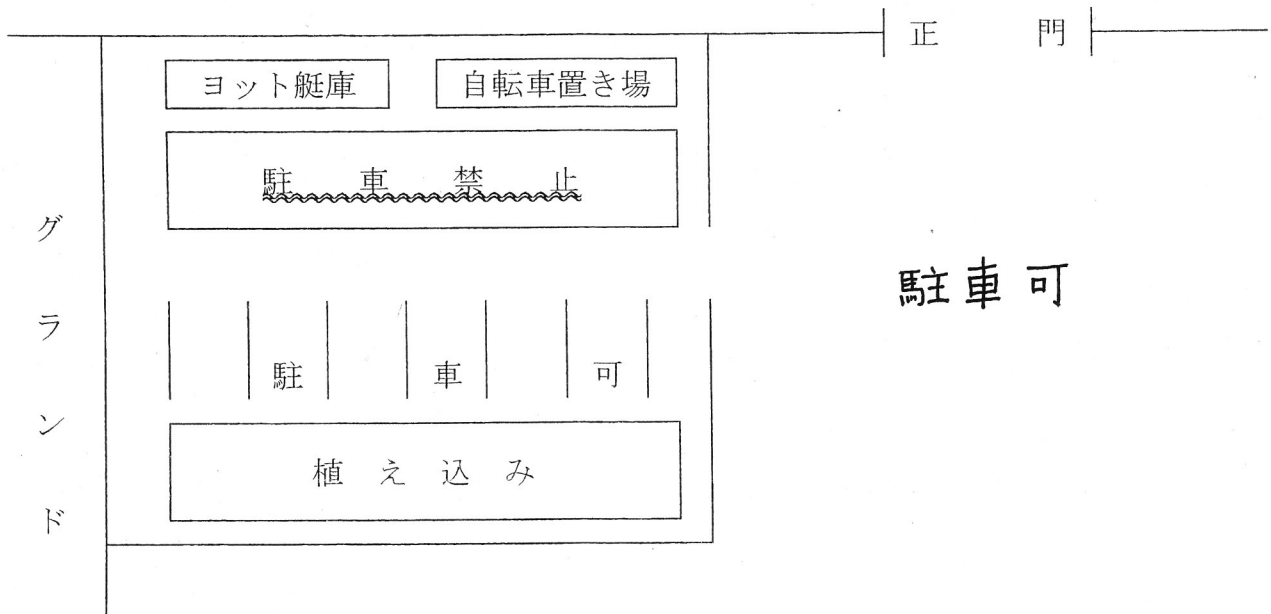 正門
ヨット艇庫
自転車置き場
駐車禁止
グランド
駐車可
駐車可
植え込み